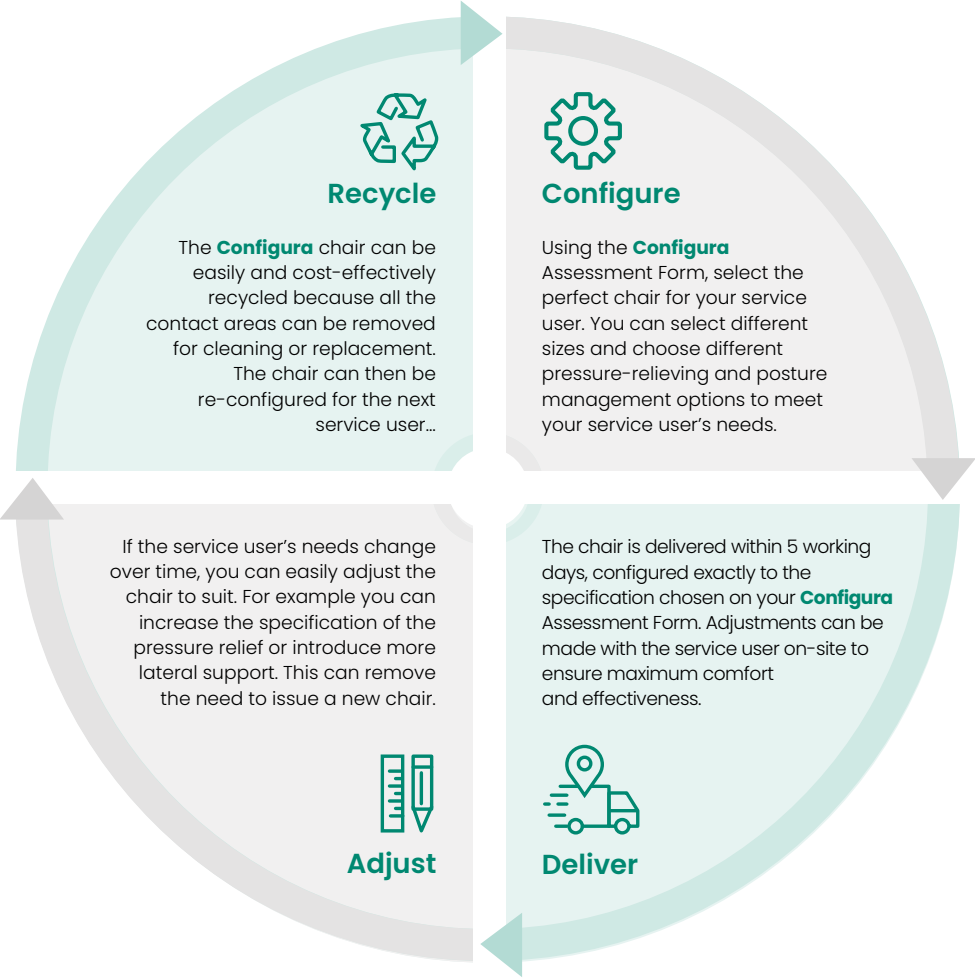 Recycle
The Configura chair can be
easily and cost-effectively
recycled because all the
contact areas can be removed
for cleaning or replacement.
The chair can then be
re-configured for the next
service user...
Configure
Using the Configura
Assessment Form, select the
perfect chair for your service
user. You can select different
sizes and choose different
pressure-relieving and posture
management options to meet
your service user's needs.
If the service user's needs change
over time, you can easily adjust the
chair to suit. For example you can
increase the specification of the
pressure relief or introduce more
lateral support. This can remove
the need to issue a new chair.
Adjust
The chair is delivered within 5 working
days, configured exactly to the
specification chosen on your Configura
Assessment Form. Adjustments can be
made with the service user on-site to
ensure maximum comfort
and effectiveness.
Deliver